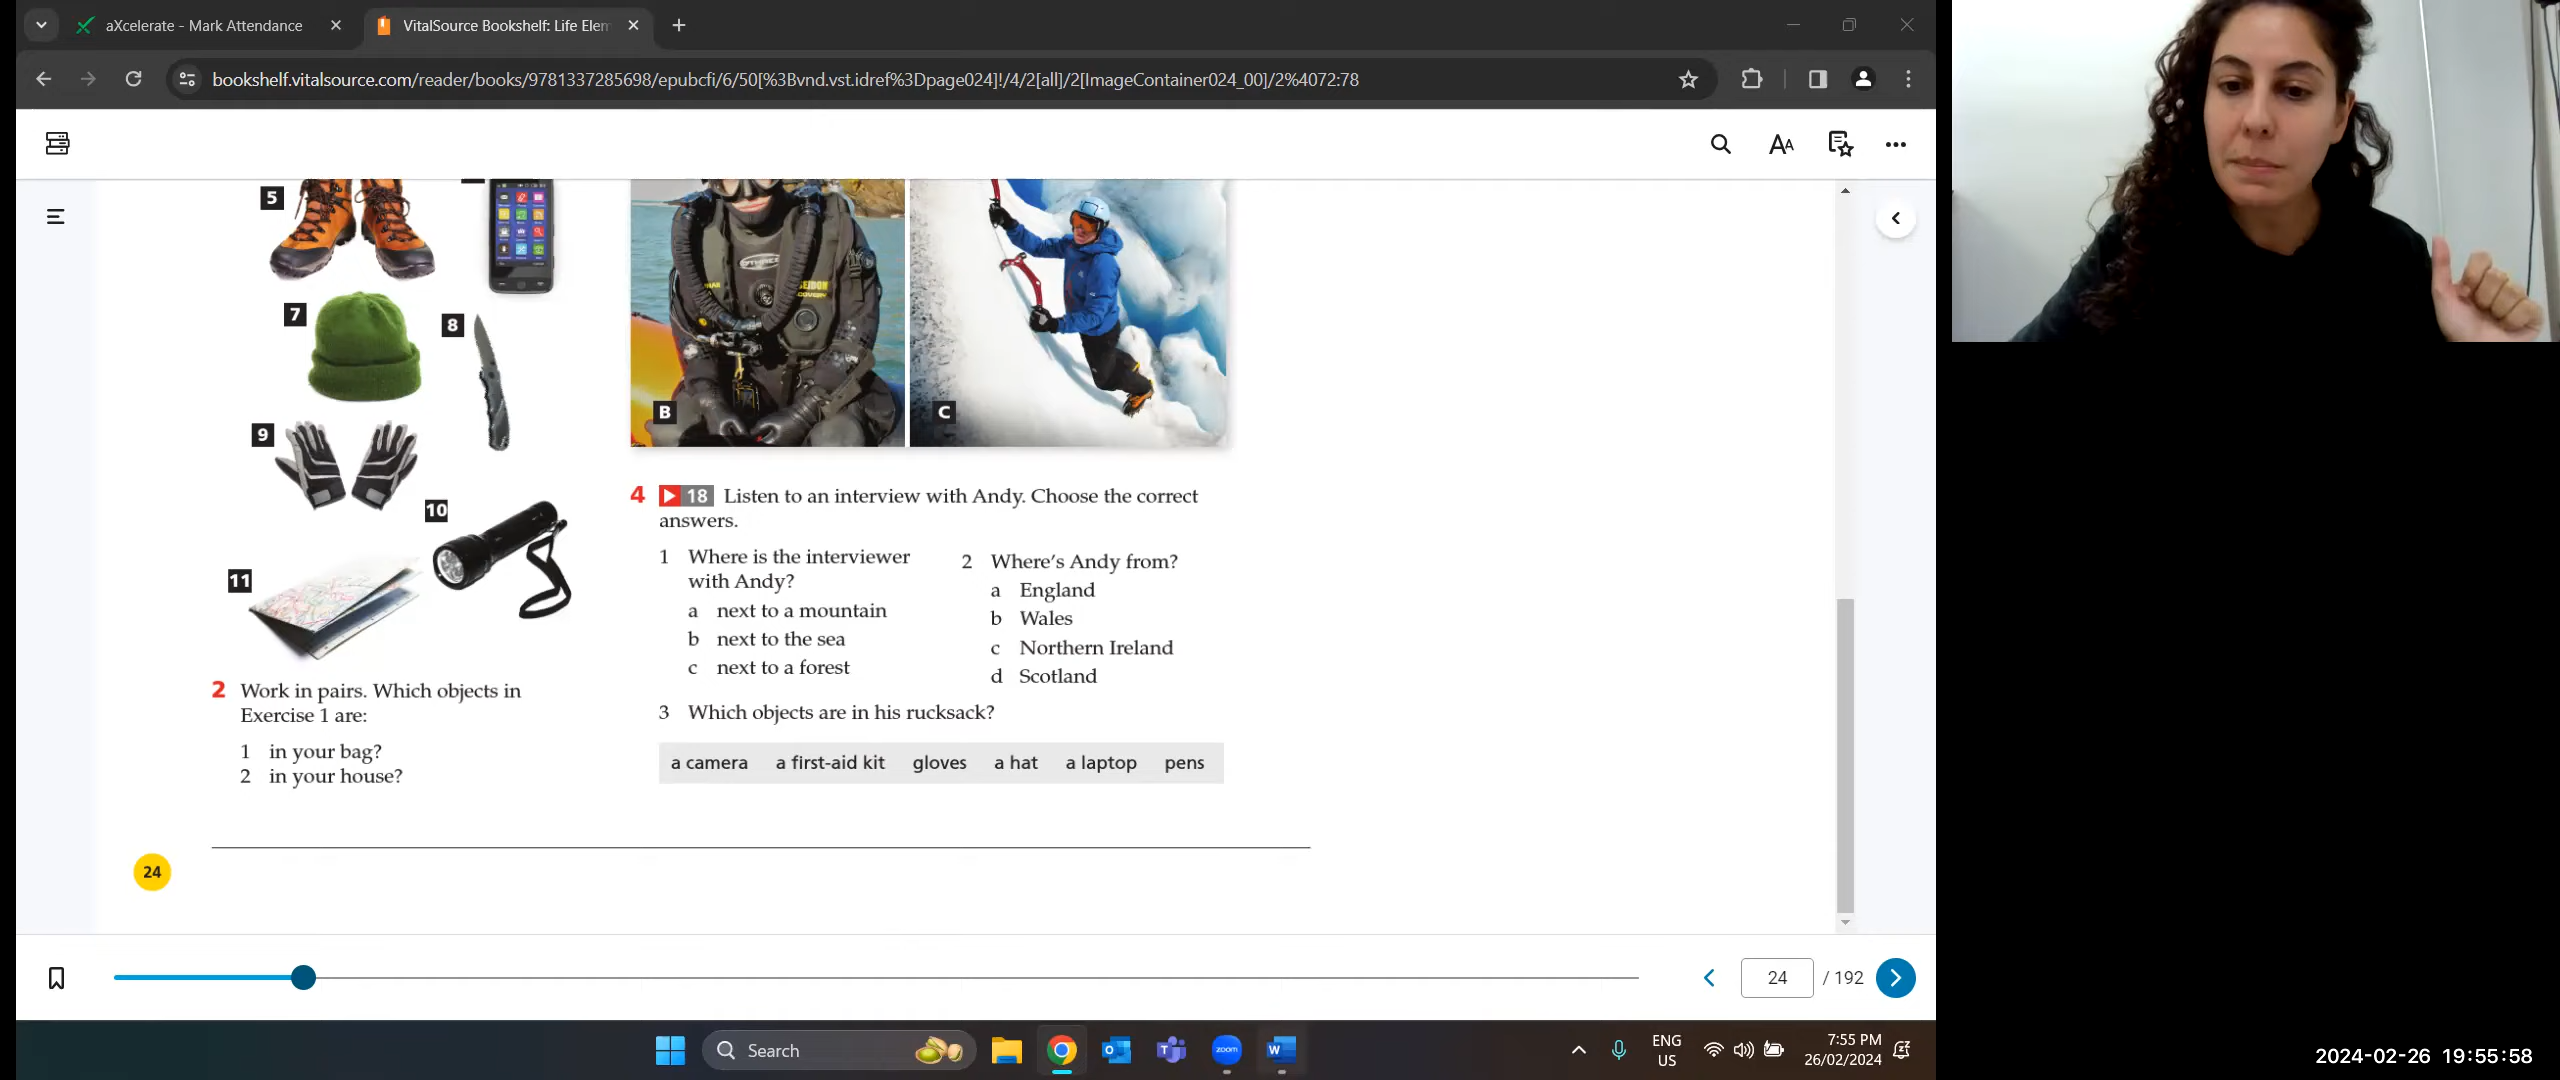 aXcelerate - Mark Attendance
VitalSource Bookshelf: Life Elem
bookshelf.vitalsource.com/reader/books/9781337285698/epubcfi/6/50[%3Bvnd.vst.idref%3Dpage024]!/4/2[all]/2[ImageContainer024_00]/2%4072:78
5
7
8
9
10
11
B
C
2 Work in pairs. Which objects in
Exercise 1 are:
1 in your bag?
2 in your house?
4 18 Listen to an interview with Andy. Choose the correct
answers.
1 Where is the interviewer
with Andy?
a next to a mountain
b next to the sea
c next to a forest
2 Where's Andy from?
a England
b Wales
c Northern Ireland
d Scotland
3 Which objects are in his rucksack?
a camera a first-aid kit gloves a hat a laptop pens
24
24 / 192
Search
zoom
ENG
US
7:55 PM
26/02/2024
2024-02-26 19:55:58